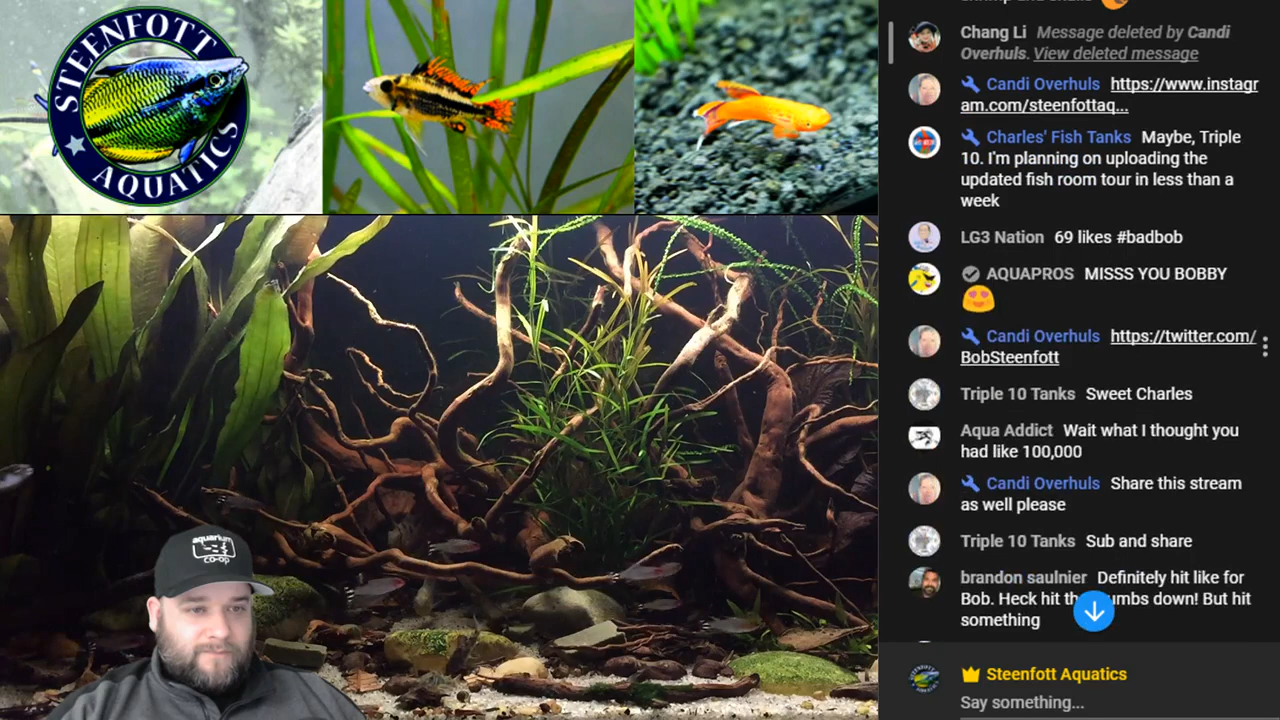 STEENFOTT
AQUATICS
aquarium
co-op
Chang Li Message deleted by Candi
Overhuls. View deleted message
Candi Overhuls https://www.instagr
am.com/steenfottaq...
Charles' Fish Tanks Maybe, Triple
10. I'm planning on uploading the
updated fish room tour in less than a
week
LG3 Nation 69 likes #badbob
AQUAPROS MISSS YOU BOBBY
Candi Overhuls https://twitter.com/
BobSteenfott
Triple 10 Tanks Sweet Charles
Aqua Addict Wait what I thought you
had like 100,000
Candi Overhuls Share this stream
as well please
Triple 10 Tanks Sub and share
brandon saulnier Definitely hit like for
Bob. Heck hit umbs down! But hit
something
Steenfott Aquatics
Say something...